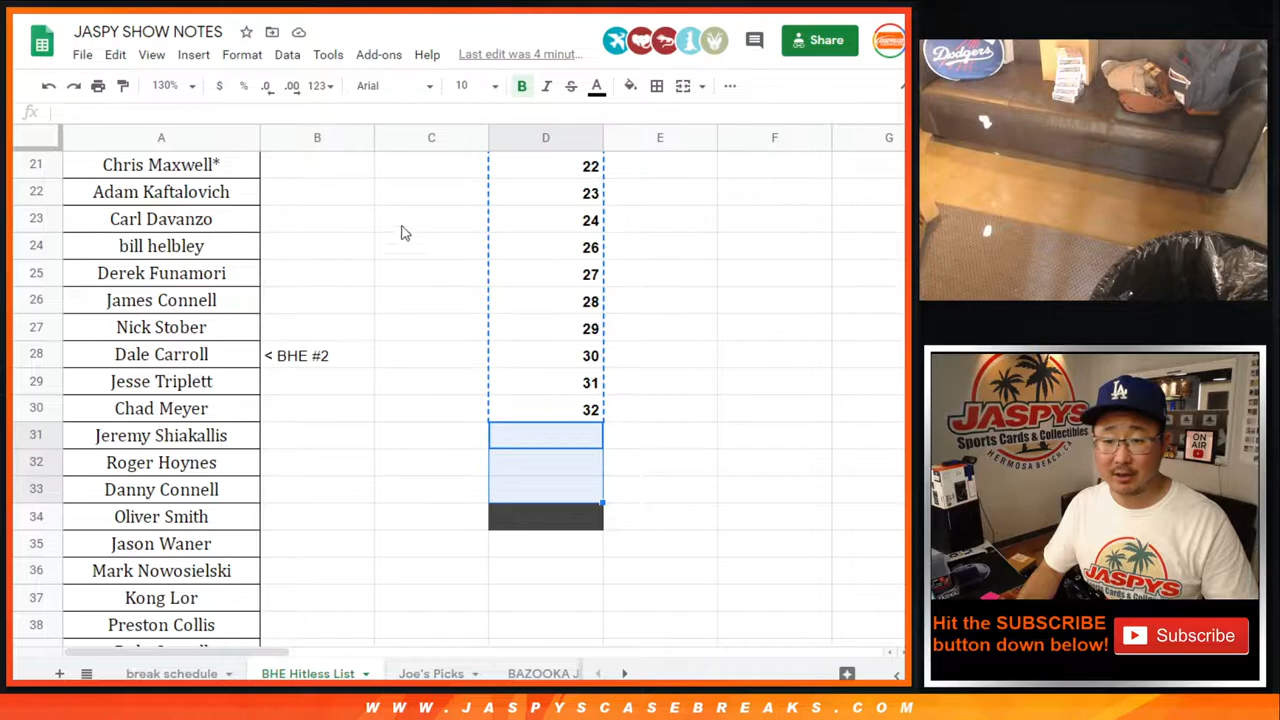 JASPY SHOW NOTES
File Edit View Insert Format Data Tools Add-ons Help Last edit was 4 minut...
Share
130% $ % .0 .00 123 Arial 10 B I S A
fx
A B C D E F G
21 Chris Maxwell* 22
22 Adam Kaftalovich 23
23 Carl Davanzo 24
24 bill helbley 26
25 Derek Funamori 27
26 James Connell 28
27 Nick Stober 29
28 Dale Carroll < BHE #2 30
29 Jesse Triplett 31
30 Chad Meyer 32
31 Jeremy Shiakallis
32 Roger Hoynes
33 Danny Connell
34 Oliver Smith
35 Jason Waner
36 Mark Nowosielski
37 Kong Lor
38 Preston Collis
break schedule BHE Hitless List Joe's Picks BAZOOKA J
Dodgers
JASPYS
Sports Cards & Collectibles
HERMOSA BEACH, CA
LA
ON AIR
JASPYS
Hit the SUBSCRIBE
button down below!
Subscribe
WWW.JASPYSCASEBREAKS.COM